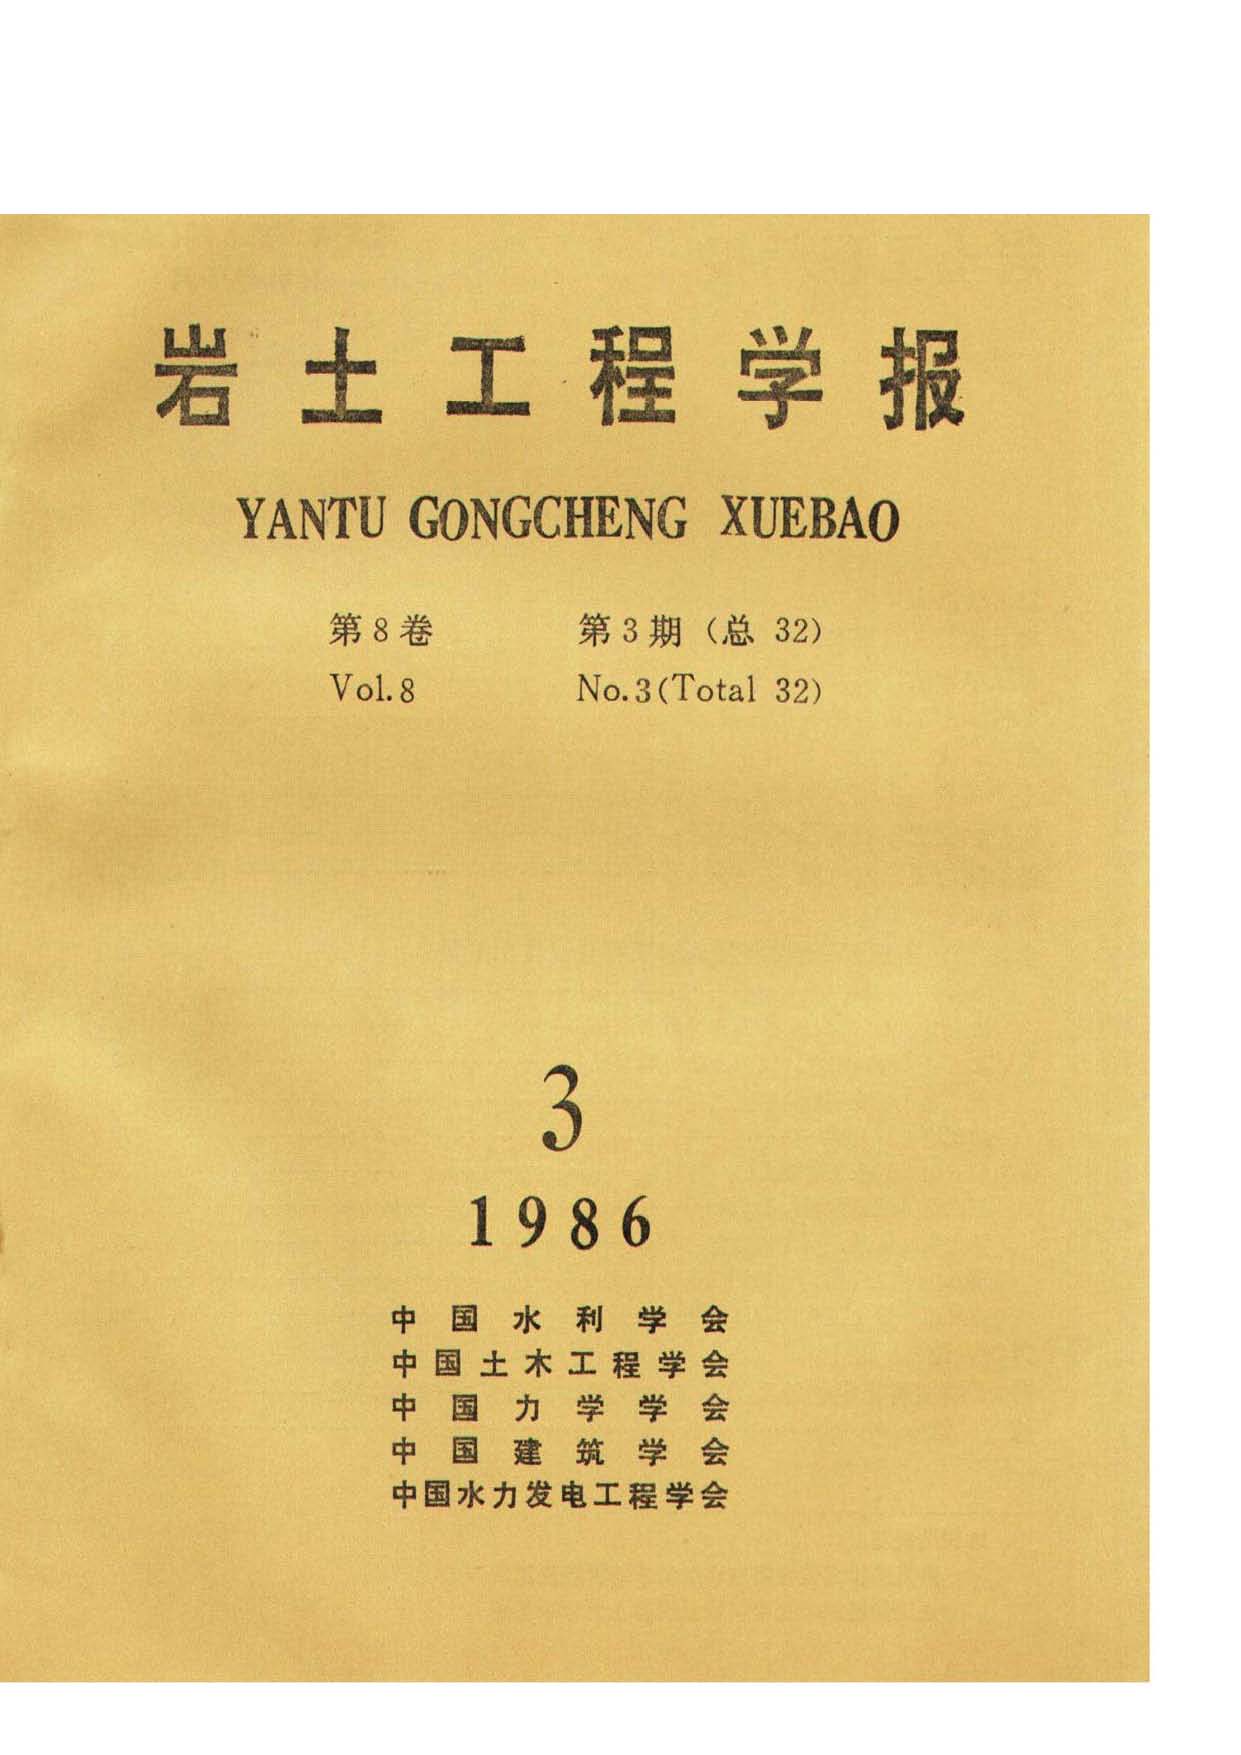 岩土工程学报
YANTU GONGCHENG XUEBAO
第8卷 第3期(总 32)
Vol.8 No.3(Total 32)
3
1986
中国水利学会
中国土木工程学会
中国力学学会
中国建筑学会
中国水力发电工程学会